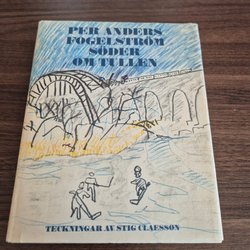 PER ANDERS
FOGELSTRÖM
SÖDER
OM TULLEN
TECKNINGAR AV STIG CLAESSON